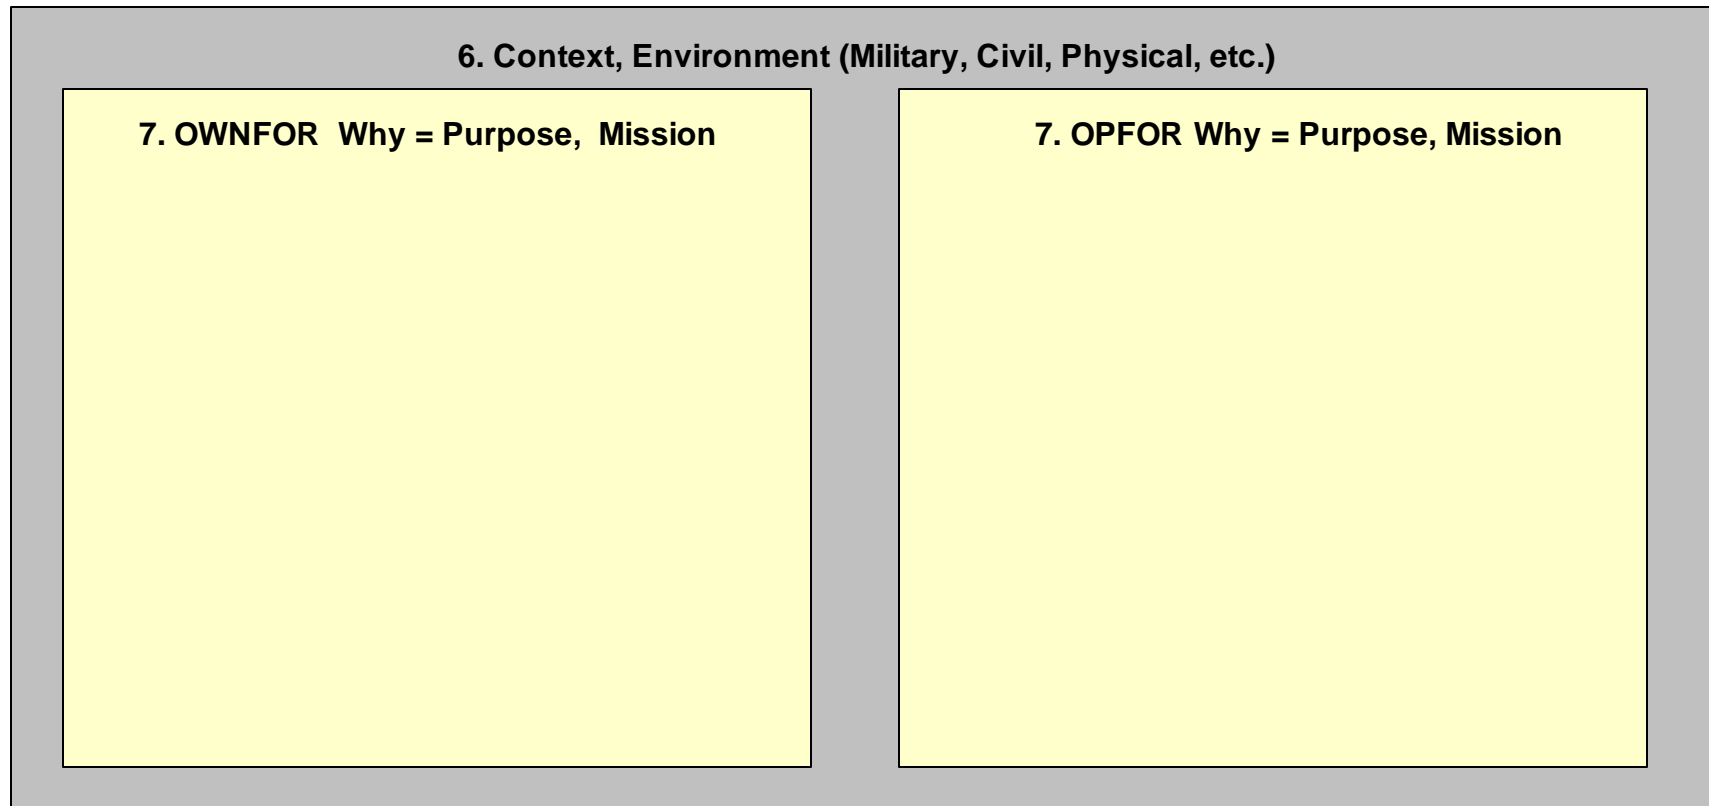 6. Context, Environment (Military, Civil, Physical, etc.)
7. OWNFOR  Why = Purpose,  Mission
7. OPFOR Why = Purpose, Mission